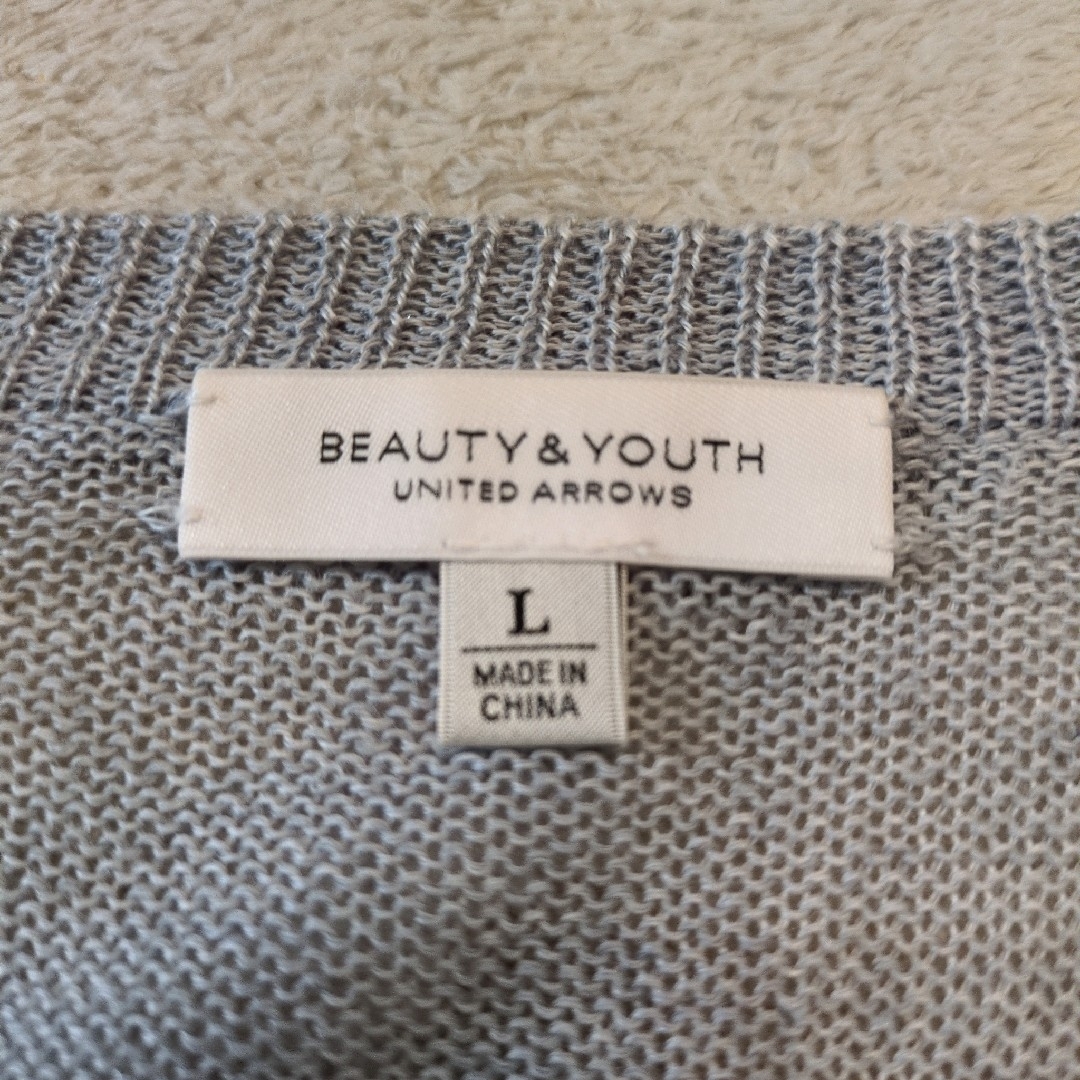 BEAUTY & YOUTH
UNITED ARROWS
L
MADE IN
CHINA